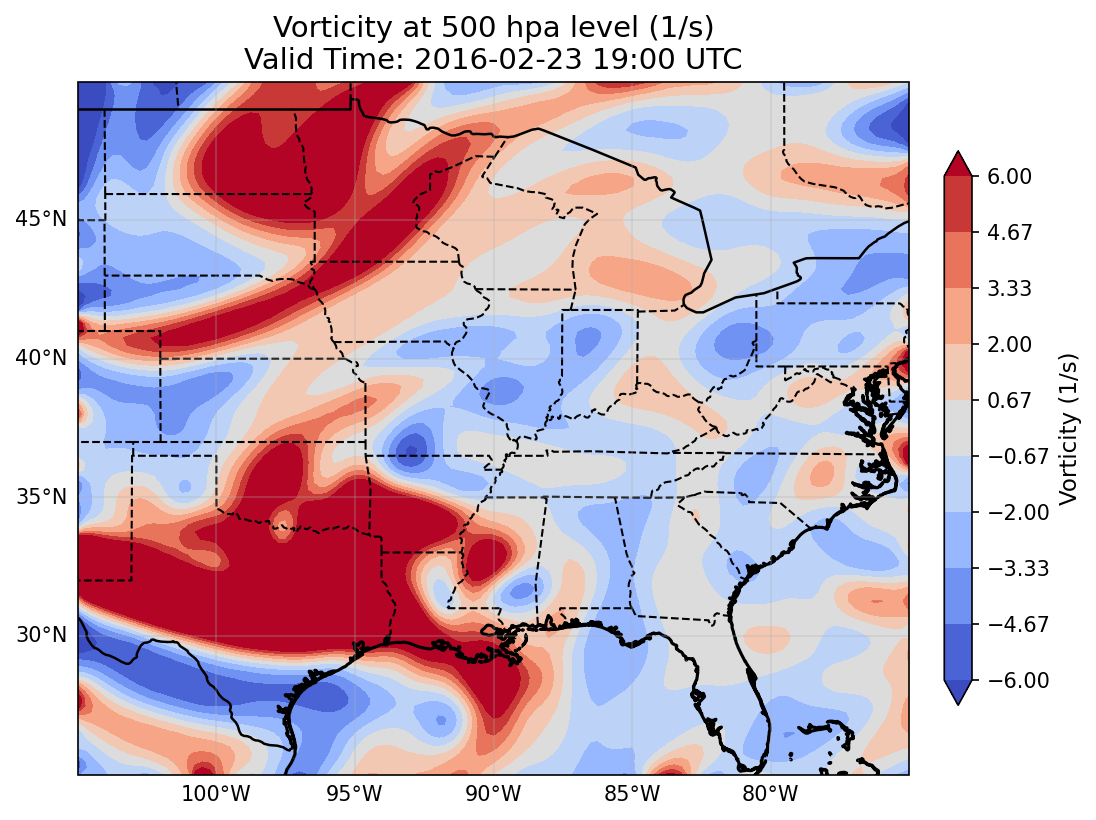 Vorticity at 500 hpa level (1/s)
Valid Time: 2016-02-23 19:00 UTC
45°N
40°N
35°N
30°N
100°W
95°W
90°W
85°W
80°W
6.00
4.67
3.33
2.00
0.67
−0.67
−2.00
−3.33
−4.67
−6.00
Vorticity (1/s)